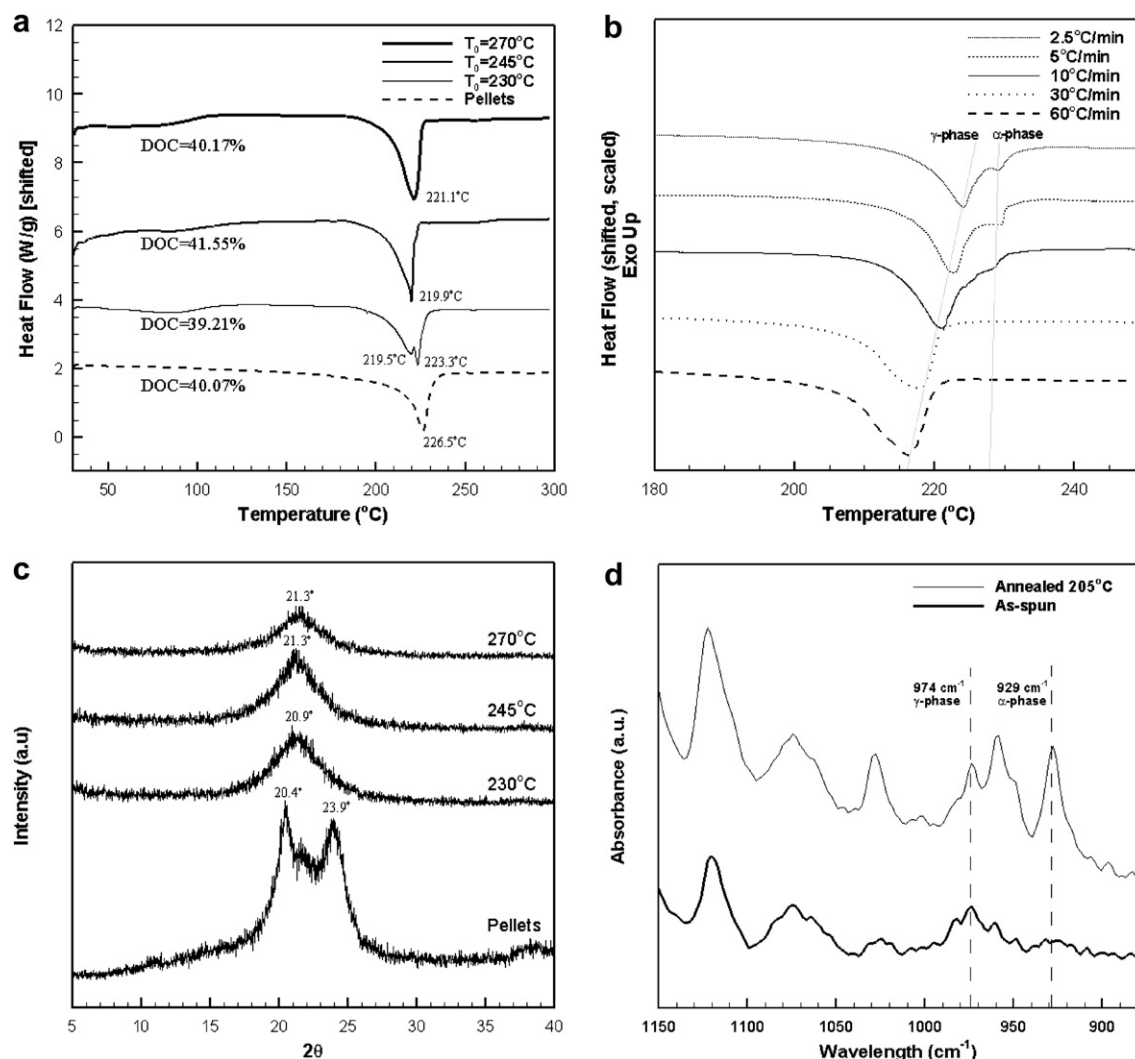 a
12
10
8
6
4
2
0
Heat Flow (W/g) [shifted]
T₀=270°C
T₀=245°C
T₀=230°C
Pellets
DOC=40.17%
221.1°C
DOC=41.55%
219.9°C
DOC=39.21%
219.5°C 223.3°C
DOC=40.07%
226.5°C
50 100 150 200 250 300
Temperature (°C)
b
2.5°C/min
5°C/min
10°C/min
30°C/min
60°C/min
γ-phase α-phase
Heat Flow (shifted, scaled)
Exo Up
180 200 220 240
Temperature (°C)
c
21.3°
270°C
21.3°
245°C
20.9°
230°C
20.4° 23.9°
Pellets
Intensity (a.u)
5 10 15 20 25 30 35 40
2θ
d
Annealed 205°C
As-spun
974 cm⁻¹ 929 cm⁻¹
γ-phase α-phase
Absorbance (a.u.)
1150 1100 1050 1000 950 900
Wavelength (cm⁻¹)